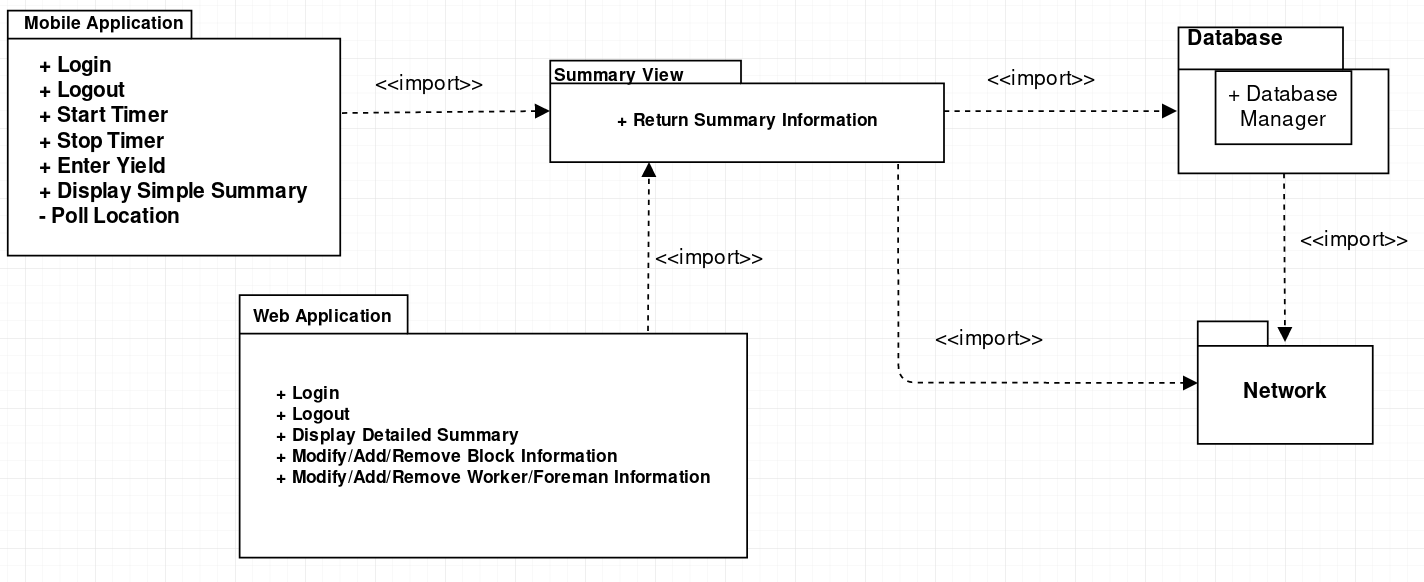 Mobile Application
+ Login
+ Logout
+ Start Timer
+ Stop Timer
+ Enter Yield
+ Display Simple Summary
- Poll Location
<<import>>
Summary View
+ Return Summary Information
<<import>>
Database
+ Database
Manager
<<import>>
<<import>>
<<import>>
Web Application
+ Login
+ Logout
+ Display Detailed Summary
+ Modify/Add/Remove Block Information
+ Modify/Add/Remove Worker/Foreman Information
Network